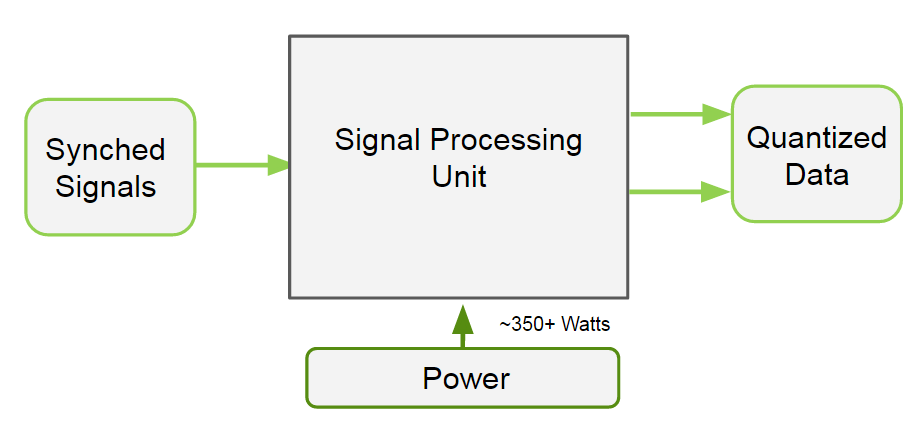 Synched
Signals
Signal Processing
Unit
Quantized
Data
~350+ Watts
Power